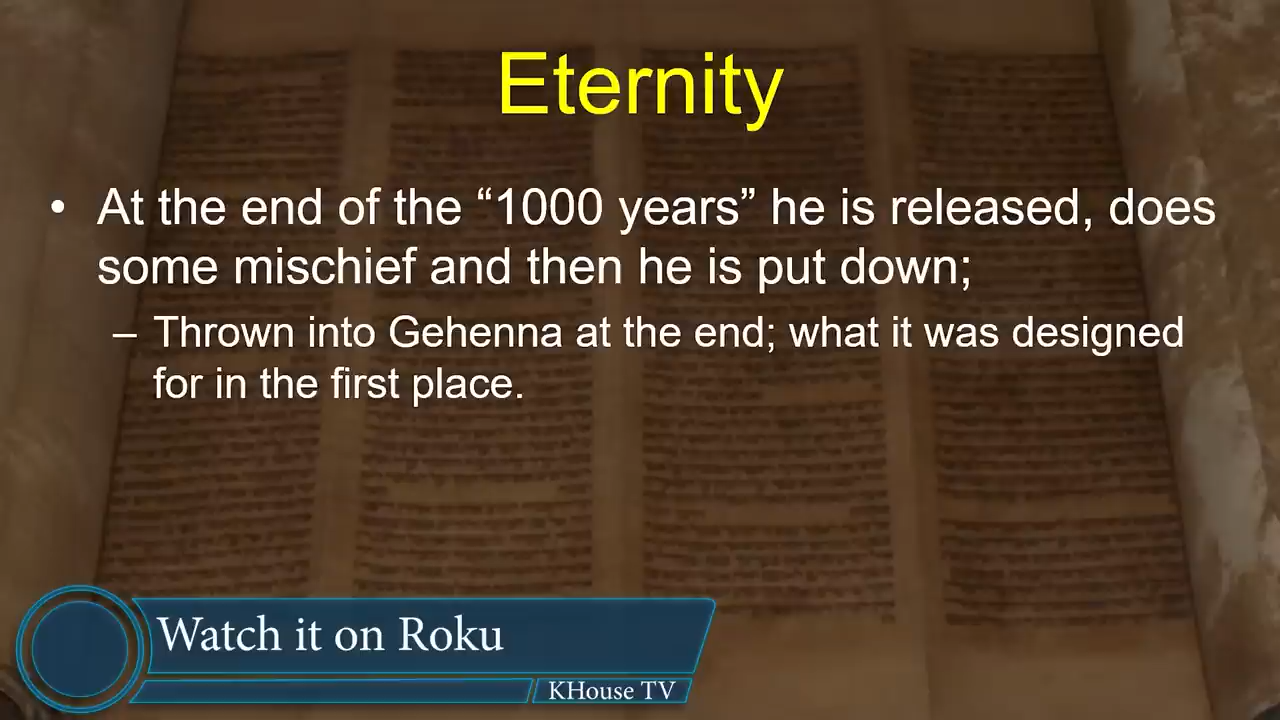 Eternity
• At the end of the “1000 years” he is released, does
some mischief and then he is put down;
– Thrown into Gehenna at the end; what it was designed
for in the first place.
Watch it on Roku
KHouse TV